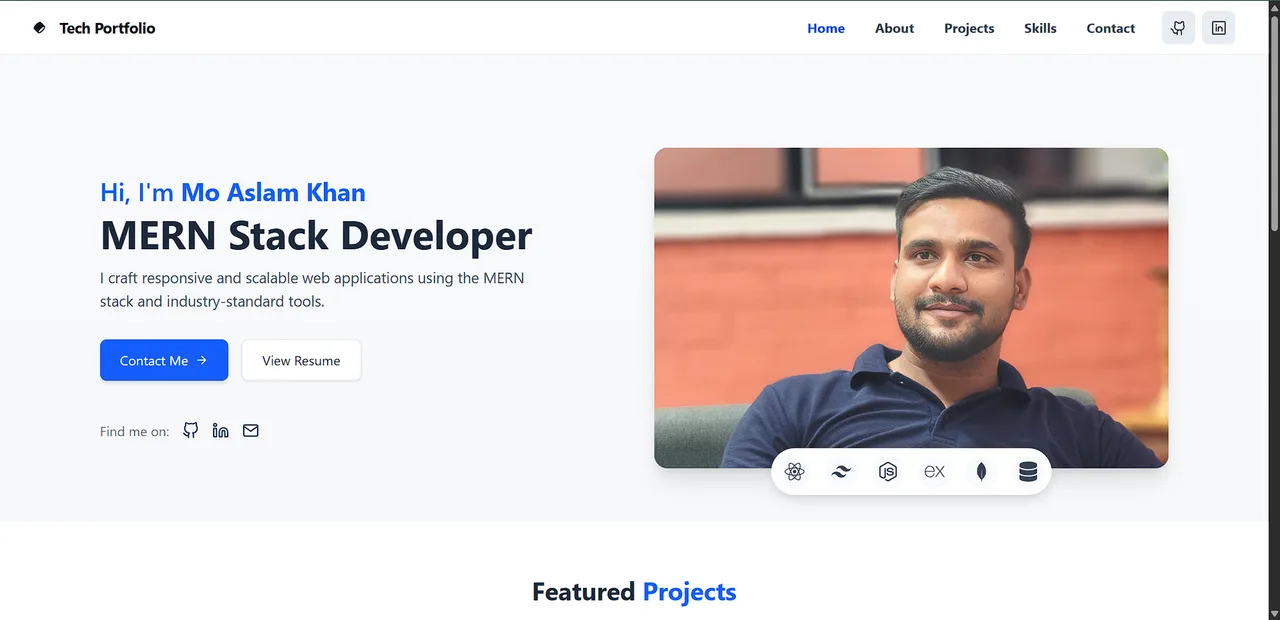 Tech Portfolio
Home About Projects Skills Contact
Hi, I'm Mo Aslam Khan
MERN Stack Developer
I craft responsive and scalable web applications using the MERN
stack and industry-standard tools.
Contact Me → View Resume
Find me on:
JS ex
Featured Projects